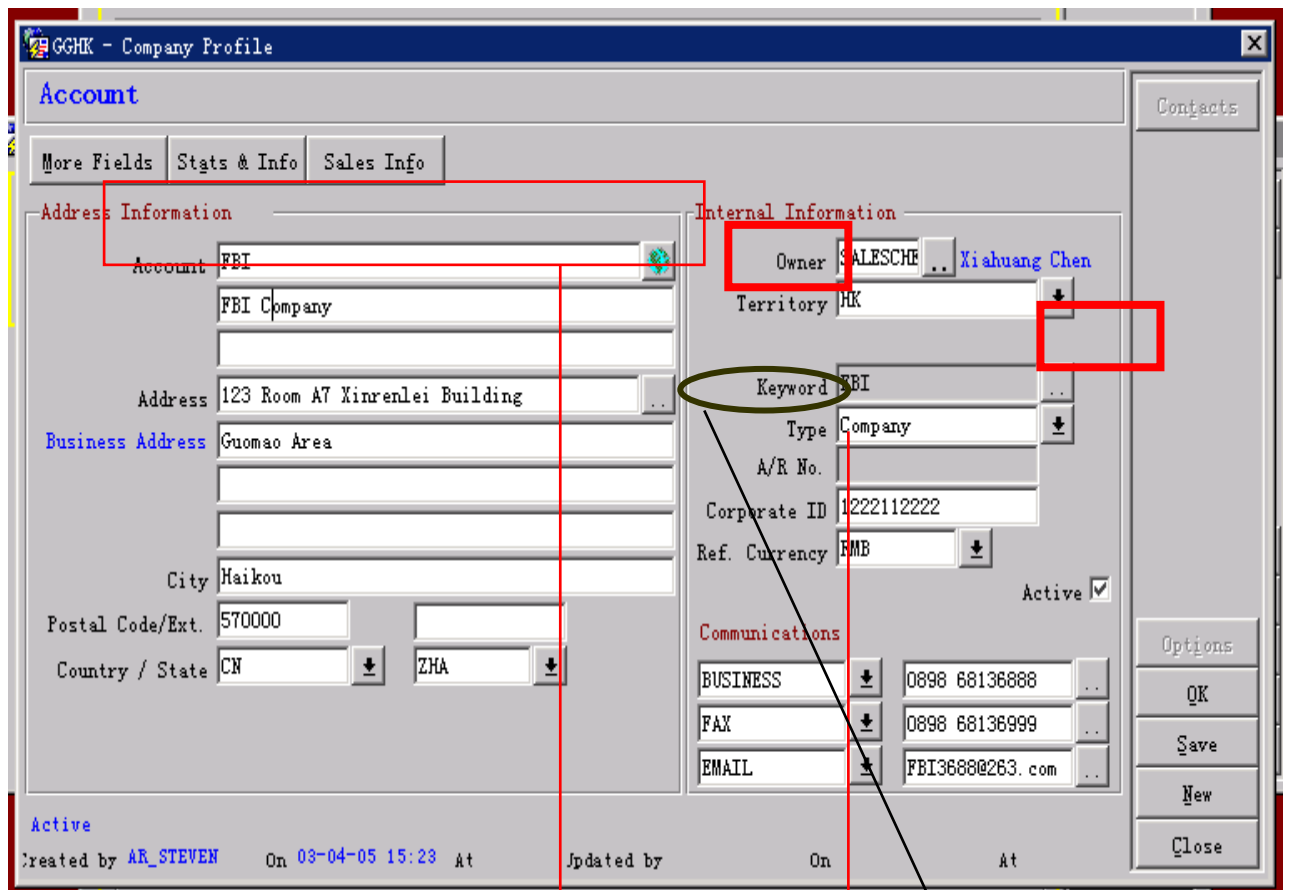 GGHK - Company Profile
Account
Contacts
More Fields Stats & Info Sales Info
Address Information
Account FBI
FBI Company
Address 123 Room A7 Xinrenlei Building ..
Business Address Guomao Area
City Haikou
Postal Code/Ext. 570000
Country / State CN ZHA
Internal Information
Owner SALESCHE .. Xiahuang Chen
Territory HK
Keyword FBI ..
Type Company
A/R No.
Corporate ID 1222112222
Ref. Currency RMB
Active
Communications
BUSINESS 0898 68136888 ..
FAX 0898 68136999 ..
EMAIL FBI3688@263.com ..
Options
OK
Save
New
Close
Active
Created by AR_STEVEN On 03-04-05 15:23 At Updated by On At